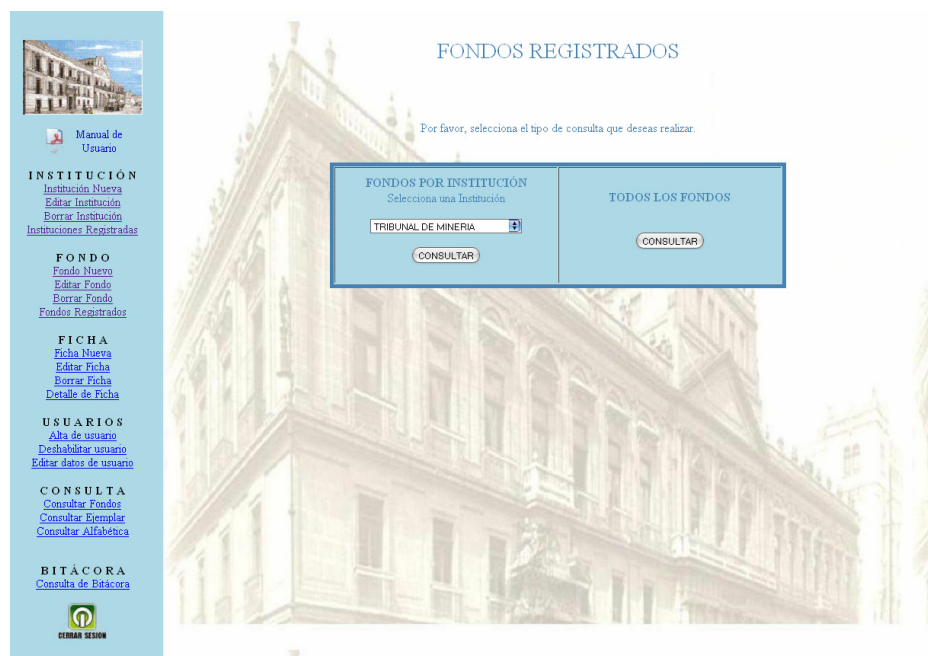 Manual de
Usuario
INSTITUCIÓN
Institución Nueva
Editar Institución
Borrar Institución
Instituciones Registradas
FONDO
Fondo Nuevo
Editar Fondo
Borrar Fondo
Fondos Registrados
FICHA
Ficha Nueva
Editar Ficha
Borrar Ficha
Detalle de Ficha
USUARIOS
Alta de usuario
Deshabilitar usuario
Editar datos de usuario
CONSULTA
Consultar Fondos
Consultar Ejemplar
Consultar Alfabética
BITÁCORA
Consulta de Bitácora
CERRAR SESION
FONDOS REGISTRADOS
Por favor, selecciona el tipo de consulta que deseas realizar.
FONDOS POR INSTITUCIÓN
Selecciona una Institución
TRIBUNAL DE MINERIA
CONSULTAR
TODOS LOS FONDOS
CONSULTAR